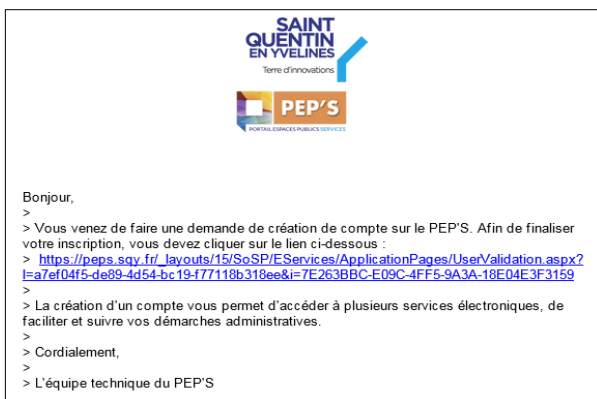 SAINT
QUENTIN
EN YVELINES
Terre d'innovations
PEP'S
PORTAIL ESPACES PUBLICS SERVICES
Bonjour,
>
> Vous venez de faire une demande de création de compte sur le PEP'S. Afin de finaliser
votre inscription, vous devez cliquer sur le lien ci-dessous :
> https://peps.sqy.fr/_layouts/15/SoSP/EServices/ApplicationPages/UserValidation.aspx?
l=a7ef04f5-de89-4d54-bc19-f77118b318ee&i=7E263BBC-E09C-4FF5-9A3A-18E04E3F3159
>
> La création d'un compte vous permet d'accéder à plusieurs services électroniques, de
faciliter et suivre vos démarches administratives.
>
> Cordialement,
>
> L'équipe technique du PEP'S